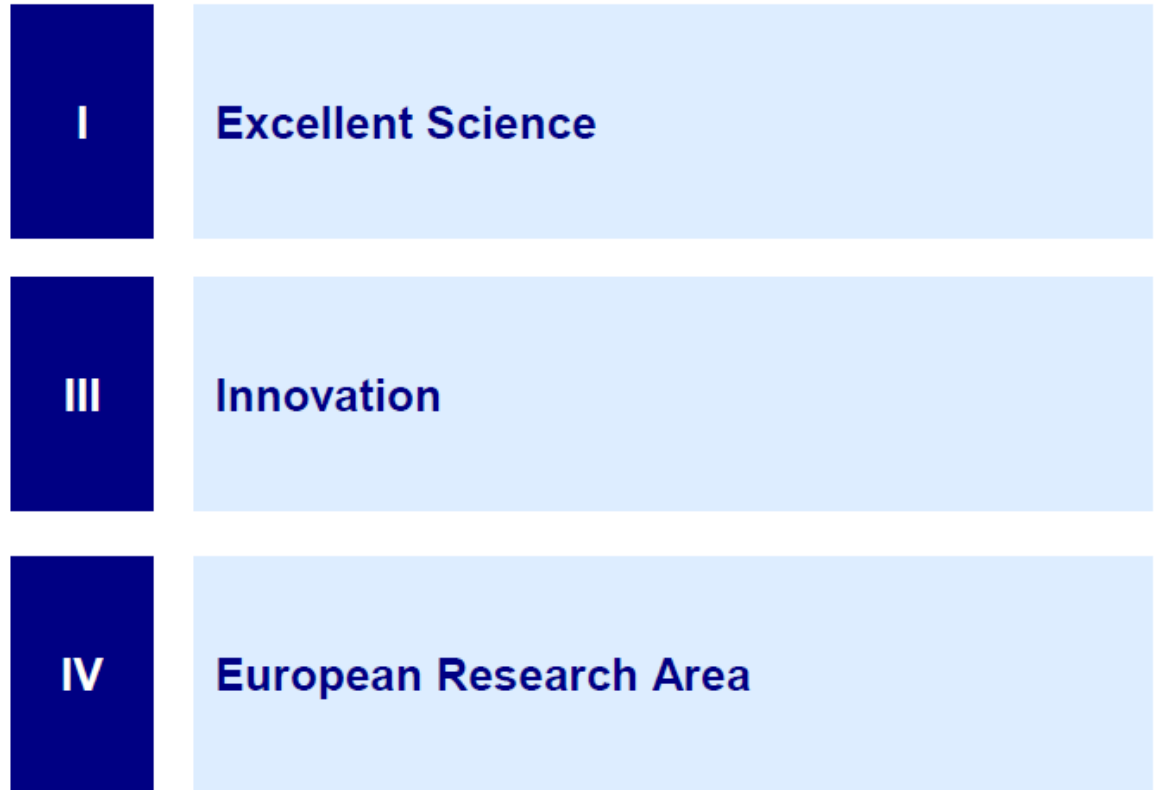 I
Excellent Science
III
Innovation
IV
European Research Area